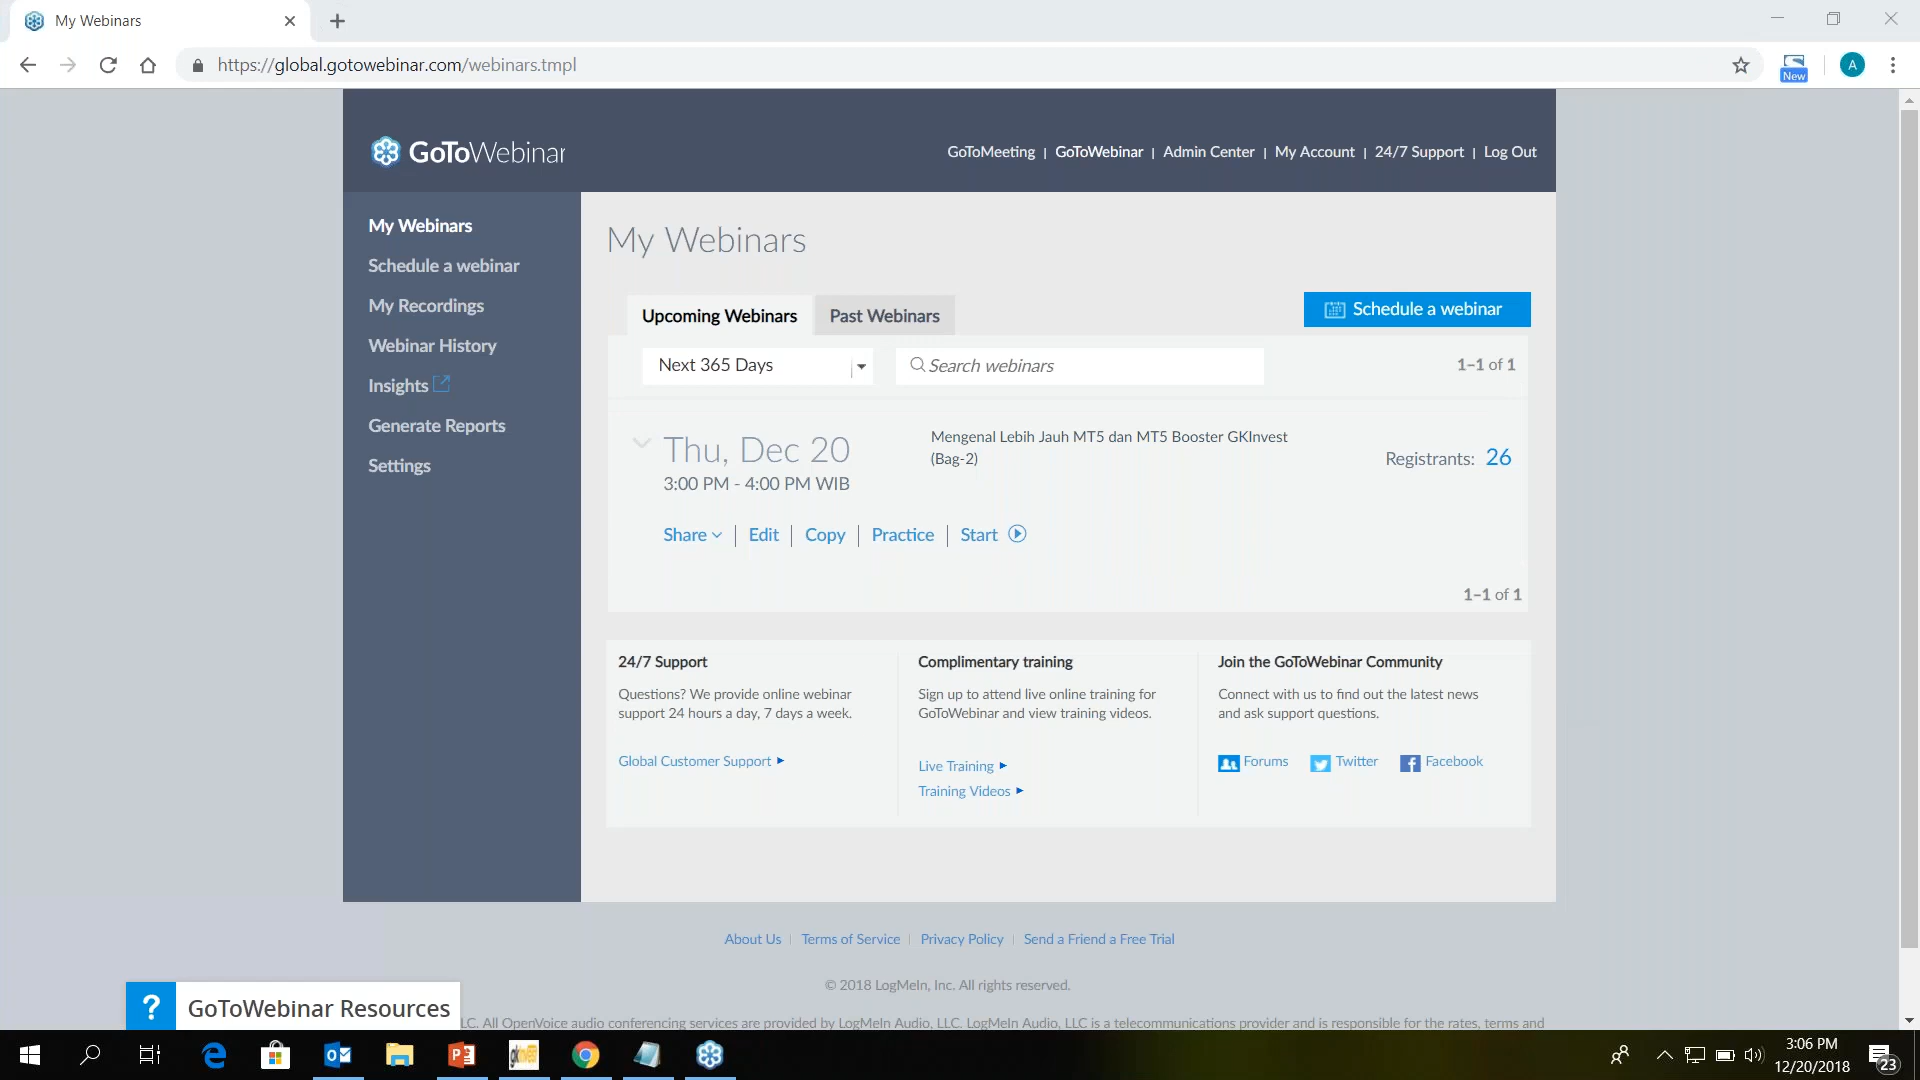 My Webinars
https://global.gotowebinar.com/webinars.tmpl
New
A
GoToWebinar
GoToMeeting | GoToWebinar | Admin Center | My Account | 24/7 Support | Log Out
My Webinars
Schedule a webinar
My Recordings
Webinar History
Insights
Generate Reports
Settings
My Webinars
Upcoming Webinars
Past Webinars
Schedule a webinar
Next 365 Days
Search webinars
1–1 of 1
Thu, Dec 20
3:00 PM - 4:00 PM WIB
Mengenal Lebih Jauh MT5 dan MT5 Booster GKInvest
(Bag-2)
Registrants: 26
Share | Edit | Copy | Practice | Start
1–1 of 1
24/7 Support
Questions? We provide online webinar
support 24 hours a day, 7 days a week.
Global Customer Support
Complimentary training
Sign up to attend live online training for
GoToWebinar and view training videos.
Live Training
Training Videos
Join the GoToWebinar Community
Connect with us to find out the latest news
and ask support questions.
Forums
Twitter
Facebook
About Us | Terms of Service | Privacy Policy | Send a Friend a Free Trial
© 2018 LogMeIn, Inc. All rights reserved.
? GoToWebinar Resources
LC. All OpenVoice audio conferencing services are provided by LogMeIn Audio, LLC. LogMeIn Audio, LLC is a telecommunications provider and is responsible for the rates, terms and
3:06 PM
12/20/2018
23